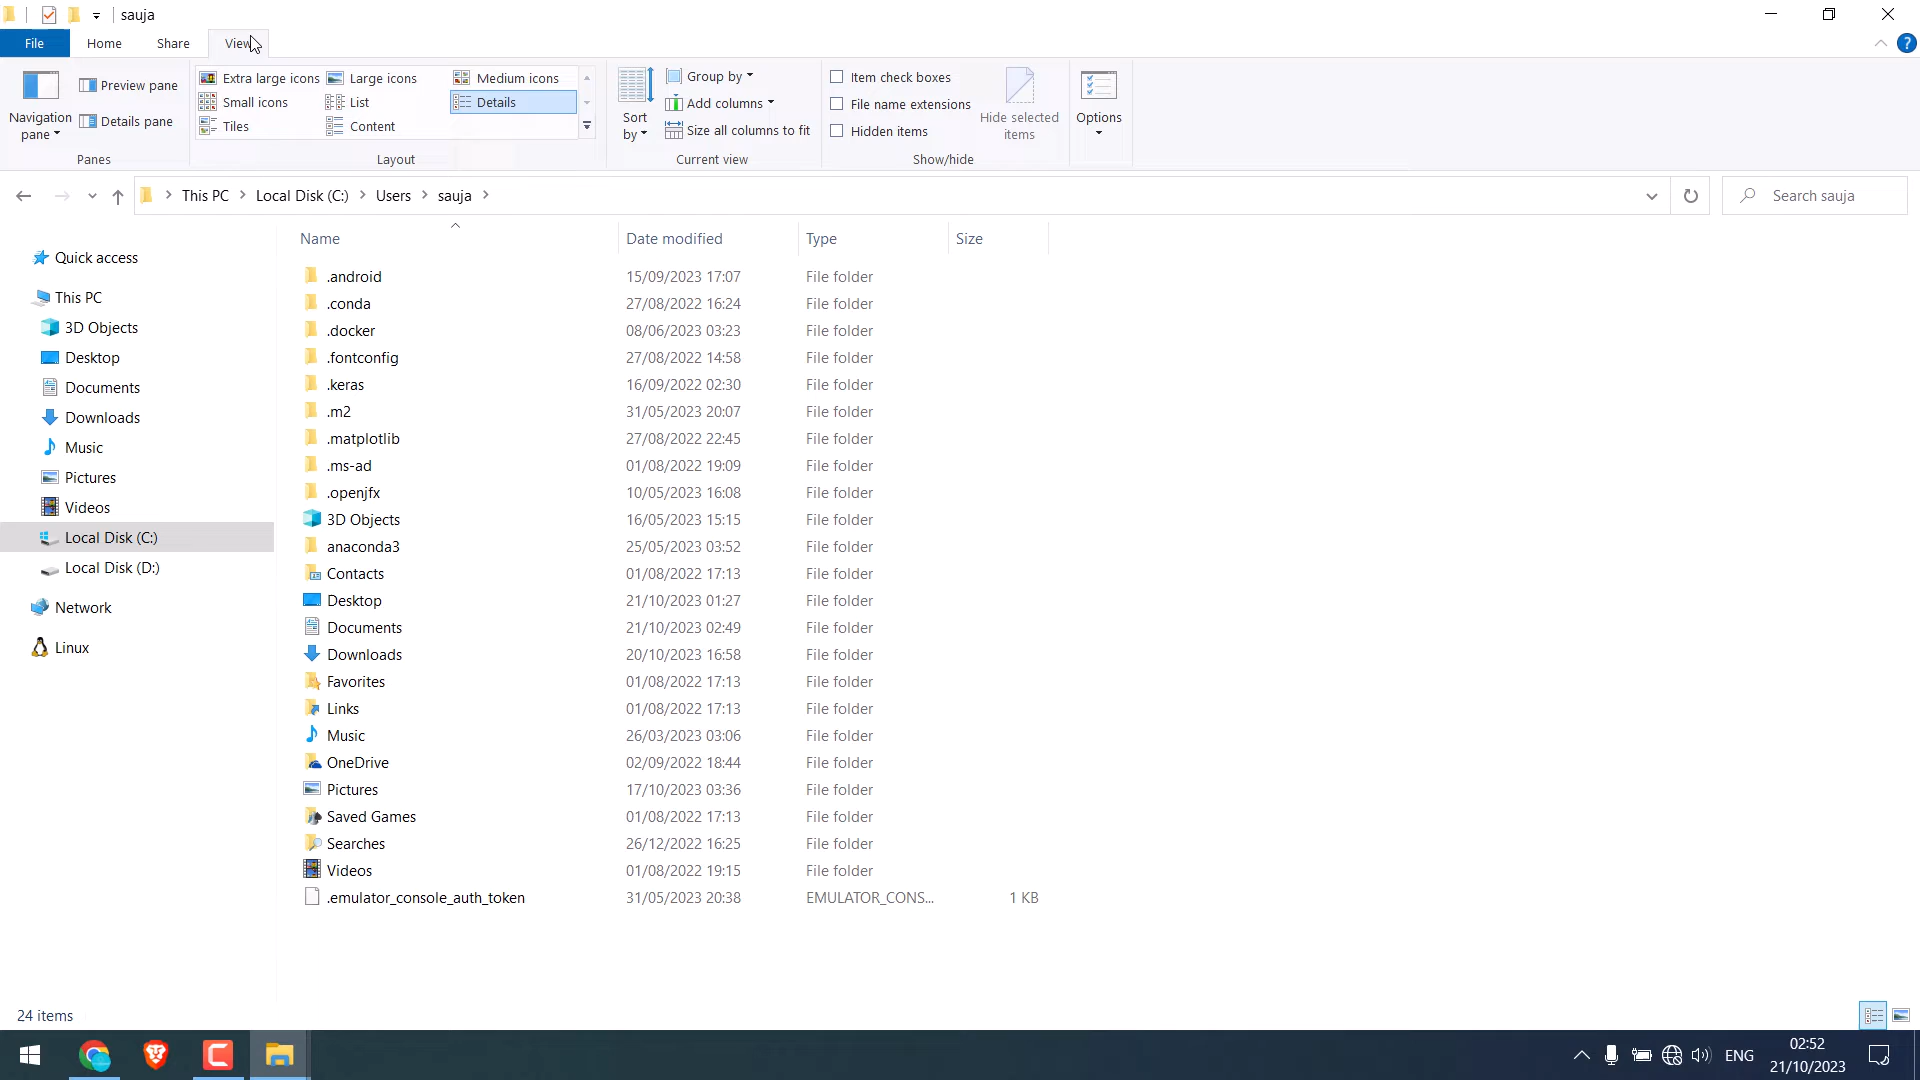 sauja
File Home Share View
Navigation pane
Preview pane
Details pane
Panes
Extra large icons Large icons Medium icons
Small icons List Details
Tiles Content
Layout
Sort by
Group by
Add columns
Size all columns to fit
Current view
Item check boxes
File name extensions
Hidden items
Hide selected items
Show/hide
Options
This PC Local Disk (C:) Users sauja
Search sauja
Quick access
This PC
3D Objects
Desktop
Documents
Downloads
Music
Pictures
Videos
Local Disk (C:)
Local Disk (D:)
Network
Linux
Name Date modified Type Size
.android 15/09/2023 17:07 File folder
.conda 27/08/2022 16:24 File folder
.docker 08/06/2023 03:23 File folder
.fontconfig 27/08/2022 14:58 File folder
.keras 16/09/2022 02:30 File folder
.m2 31/05/2023 20:07 File folder
.matplotlib 27/08/2022 22:45 File folder
.ms-ad 01/08/2022 19:09 File folder
.openjfx 10/05/2023 16:08 File folder
3D Objects 16/05/2023 15:15 File folder
anaconda3 25/05/2023 03:52 File folder
Contacts 01/08/2022 17:13 File folder
Desktop 21/10/2023 01:27 File folder
Documents 21/10/2023 02:49 File folder
Downloads 20/10/2023 16:58 File folder
Favorites 01/08/2022 17:13 File folder
Links 01/08/2022 17:13 File folder
Music 26/03/2023 03:06 File folder
OneDrive 02/09/2022 18:44 File folder
Pictures 17/10/2023 03:36 File folder
Saved Games 01/08/2022 17:13 File folder
Searches 26/12/2022 16:25 File folder
Videos 01/08/2022 19:15 File folder
.emulator_console_auth_token 31/05/2023 20:38 EMULATOR_CONS... 1 KB
24 items
ENG
02:52
21/10/2023